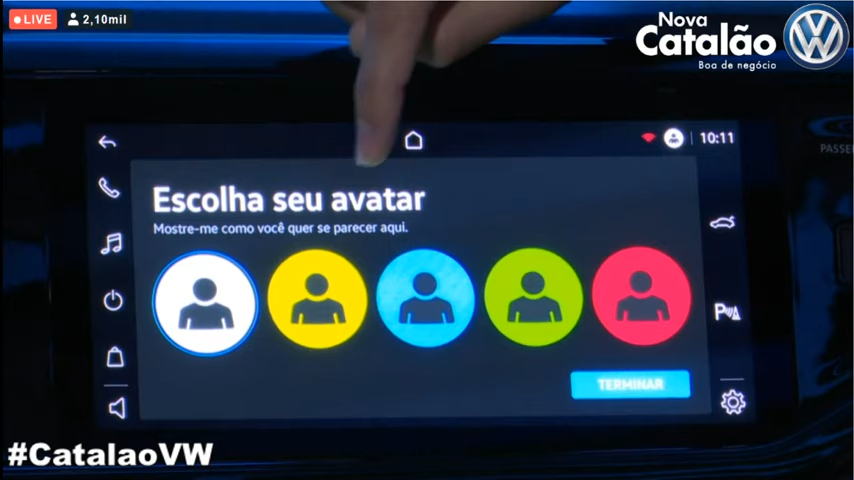 LIVE
2,10mil
Nova
Catalão
Boa de negócio
10:11
Escolha seu avatar
Mostre-me como você quer se parecer aqui.
TERMINAR
#CatalaoVW